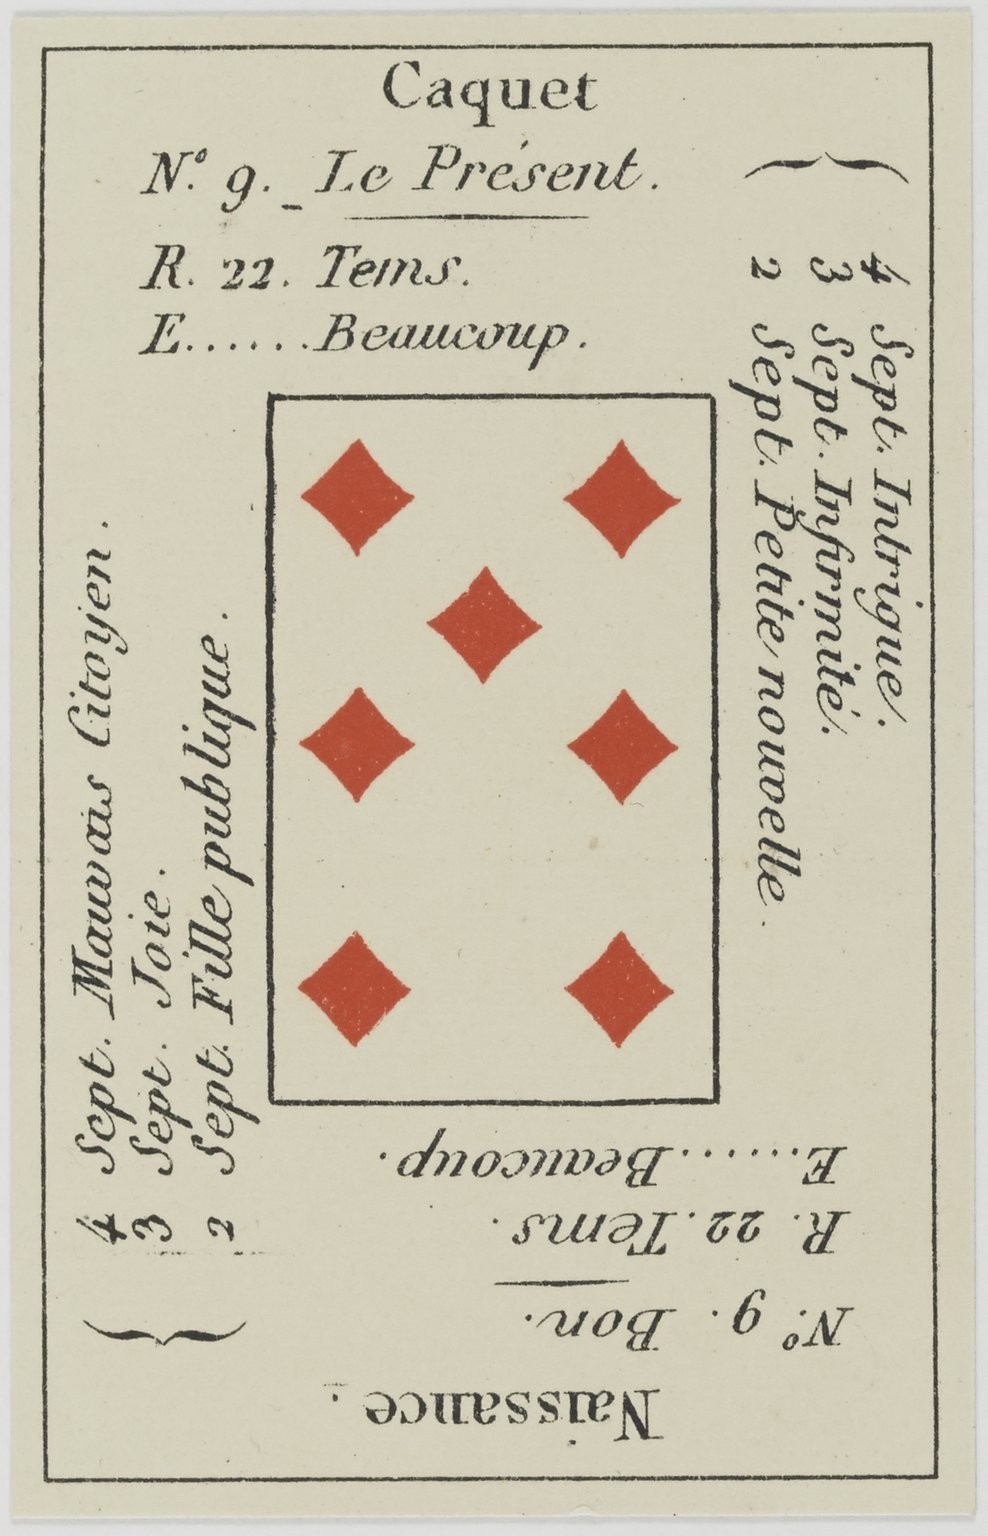 Caquet
N.º 9. _ Le Présent.
R. 22. Tems.
E......Beaucoup.
4 Sept. Intrigue.
3 Sept. Infirmité.
2 Sept. Petite nouvelle.
4 Sept. Mauvais Citoyen.
3 Sept. Joie.
2 Sept. Fille publique.
Naissance.
N.º 9. Bon.
R. 22. Tems.
E......Beaucoup.